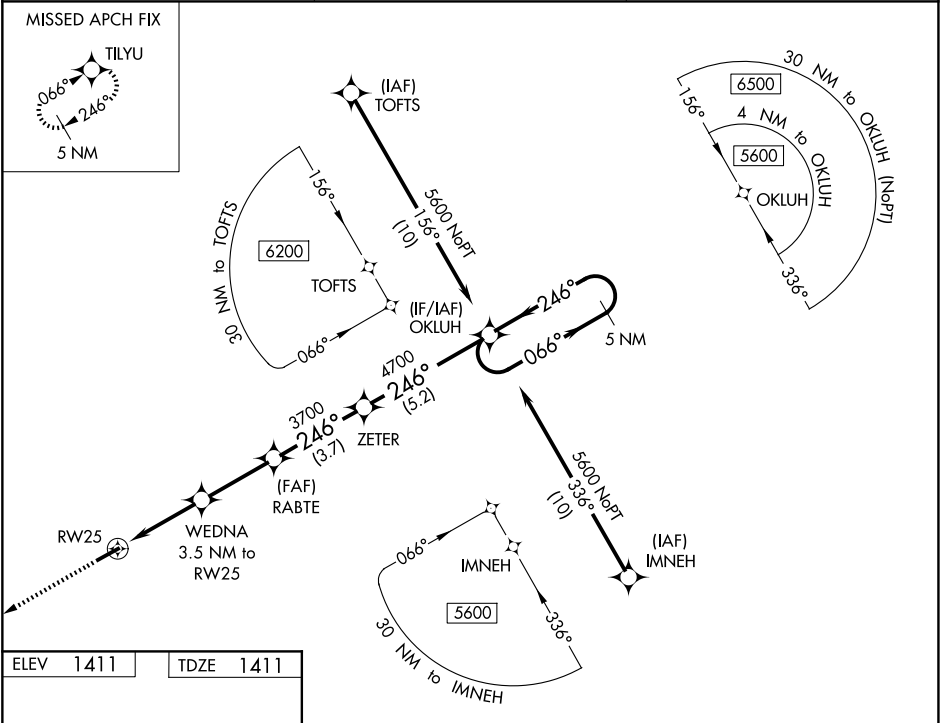 MISSED APCH FIX
TILYU
066°
246°
5 NM
(IAF)
TOFTS
5600 NoPT
156°
(10)
30 NM to TOFTS
156°
6200
TOFTS
066°
30 NM to OKLUH (NoPT)
6500
156°
4 NM to OKLUH
5600
OKLUH
336°
(IF/IAF)
OKLUH
246°
066°
5 NM
4700
246°
(5.2)
ZETER
3700
246°
(3.7)
(FAF)
RABTE
WEDNA
3.5 NM to
RW25
RW25
5600 NoPT
336°
(10)
(IAF)
IMNEH
066°
IMNEH
5600
336°
30 NM to IMNEH
ELEV 1411
TDZE 1411